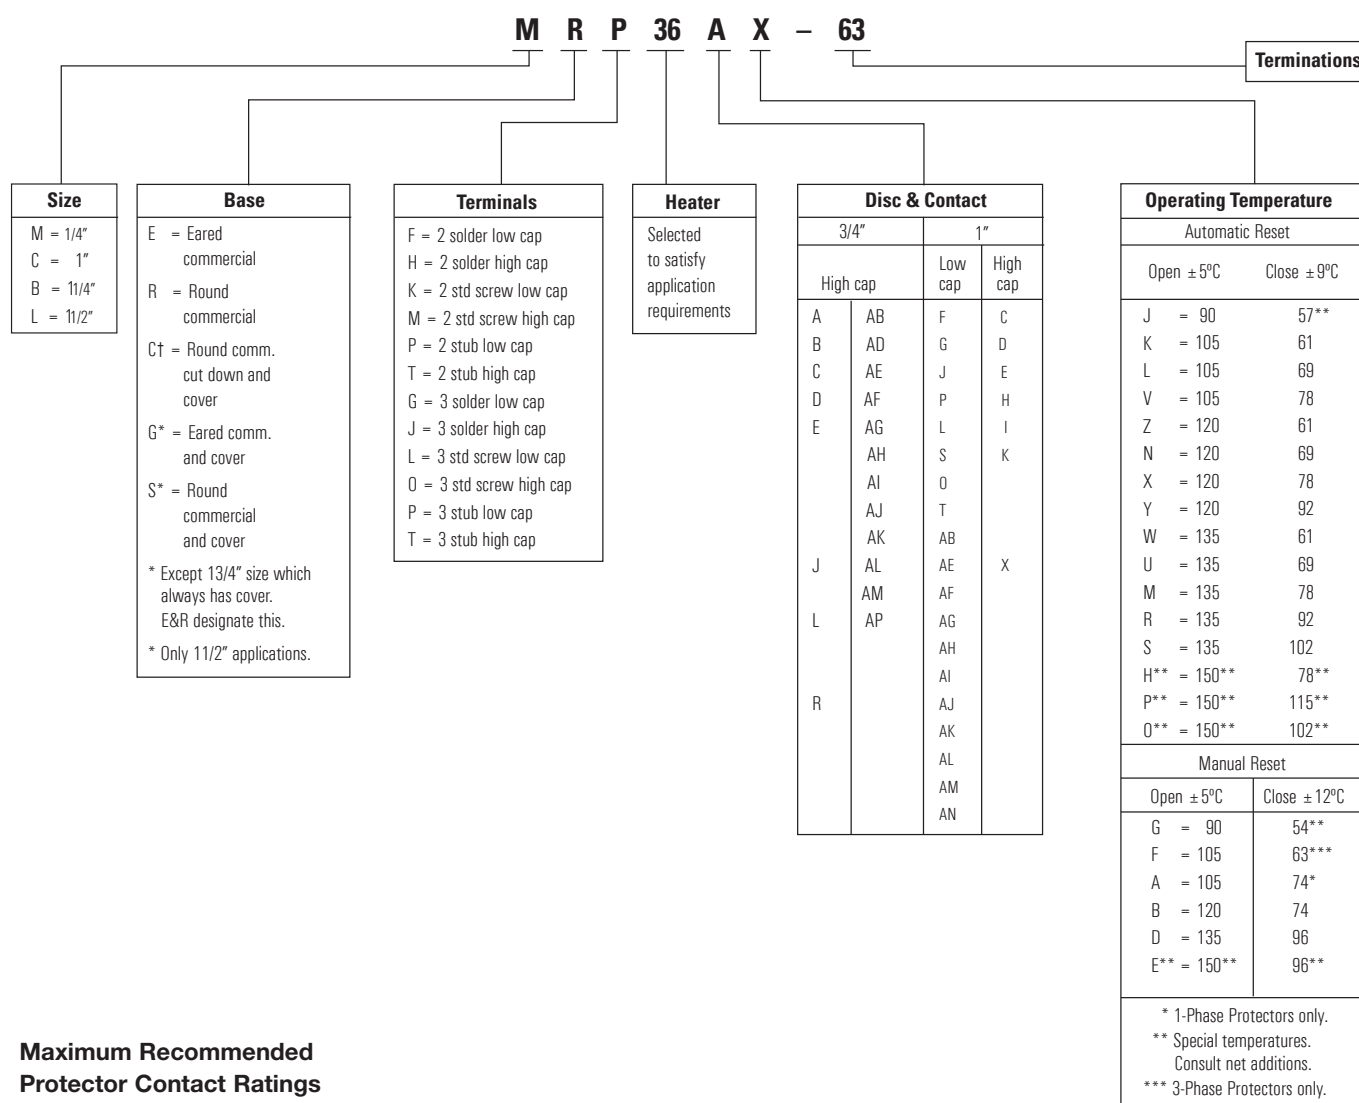 M R P 36 A X – 63
Terminations
Size
M = 1/4"
C = 1"
B = 11/4"
L = 11/2"
Base
E = Eared
commercial
R = Round
commercial
C† = Round comm.
cut down and
cover
G* = Eared comm.
and cover
S* = Round
commercial
and cover
* Except 13/4" size which
always has cover.
E&R designate this.
* Only 11/2" applications.
Terminals
F = 2 solder low cap
H = 2 solder high cap
K = 2 std screw low cap
M = 2 std screw high cap
P = 2 stub low cap
T = 2 stub high cap
G = 3 solder low cap
J = 3 solder high cap
L = 3 std screw low cap
O = 3 std screw high cap
P = 3 stub low cap
T = 3 stub high cap
Heater
Selected
to satisfy
application
requirements
Disc & Contact
3/4" 1"
High cap Low cap High cap
A AB F C
B AD G D
C AE J E
D AF P H
E AG L I
AH S K
AI O
AJ T
AK AB
J AL AE X
AM AF
L AP AG
AH
AI
R AJ
AK
AL
AM
AN
Operating Temperature
Automatic Reset
Open ±5ºC Close ±9ºC
J = 90 57**
K = 105 61
L = 105 69
V = 105 78
Z = 120 61
N = 120 69
X = 120 78
Y = 120 92
W = 135 61
U = 135 69
M = 135 78
R = 135 92
S = 135 102
H** = 150** 78**
P** = 150** 115**
O** = 150** 102**
Manual Reset
Open ±5ºC Close ±12ºC
G = 90 54**
F = 105 63***
A = 105 74*
B = 120 74
D = 135 96
E** = 150** 96**
* 1-Phase Protectors only.
** Special temperatures.
Consult net additions.
*** 3-Phase Protectors only.
Maximum Recommended
Protector Contact Ratings